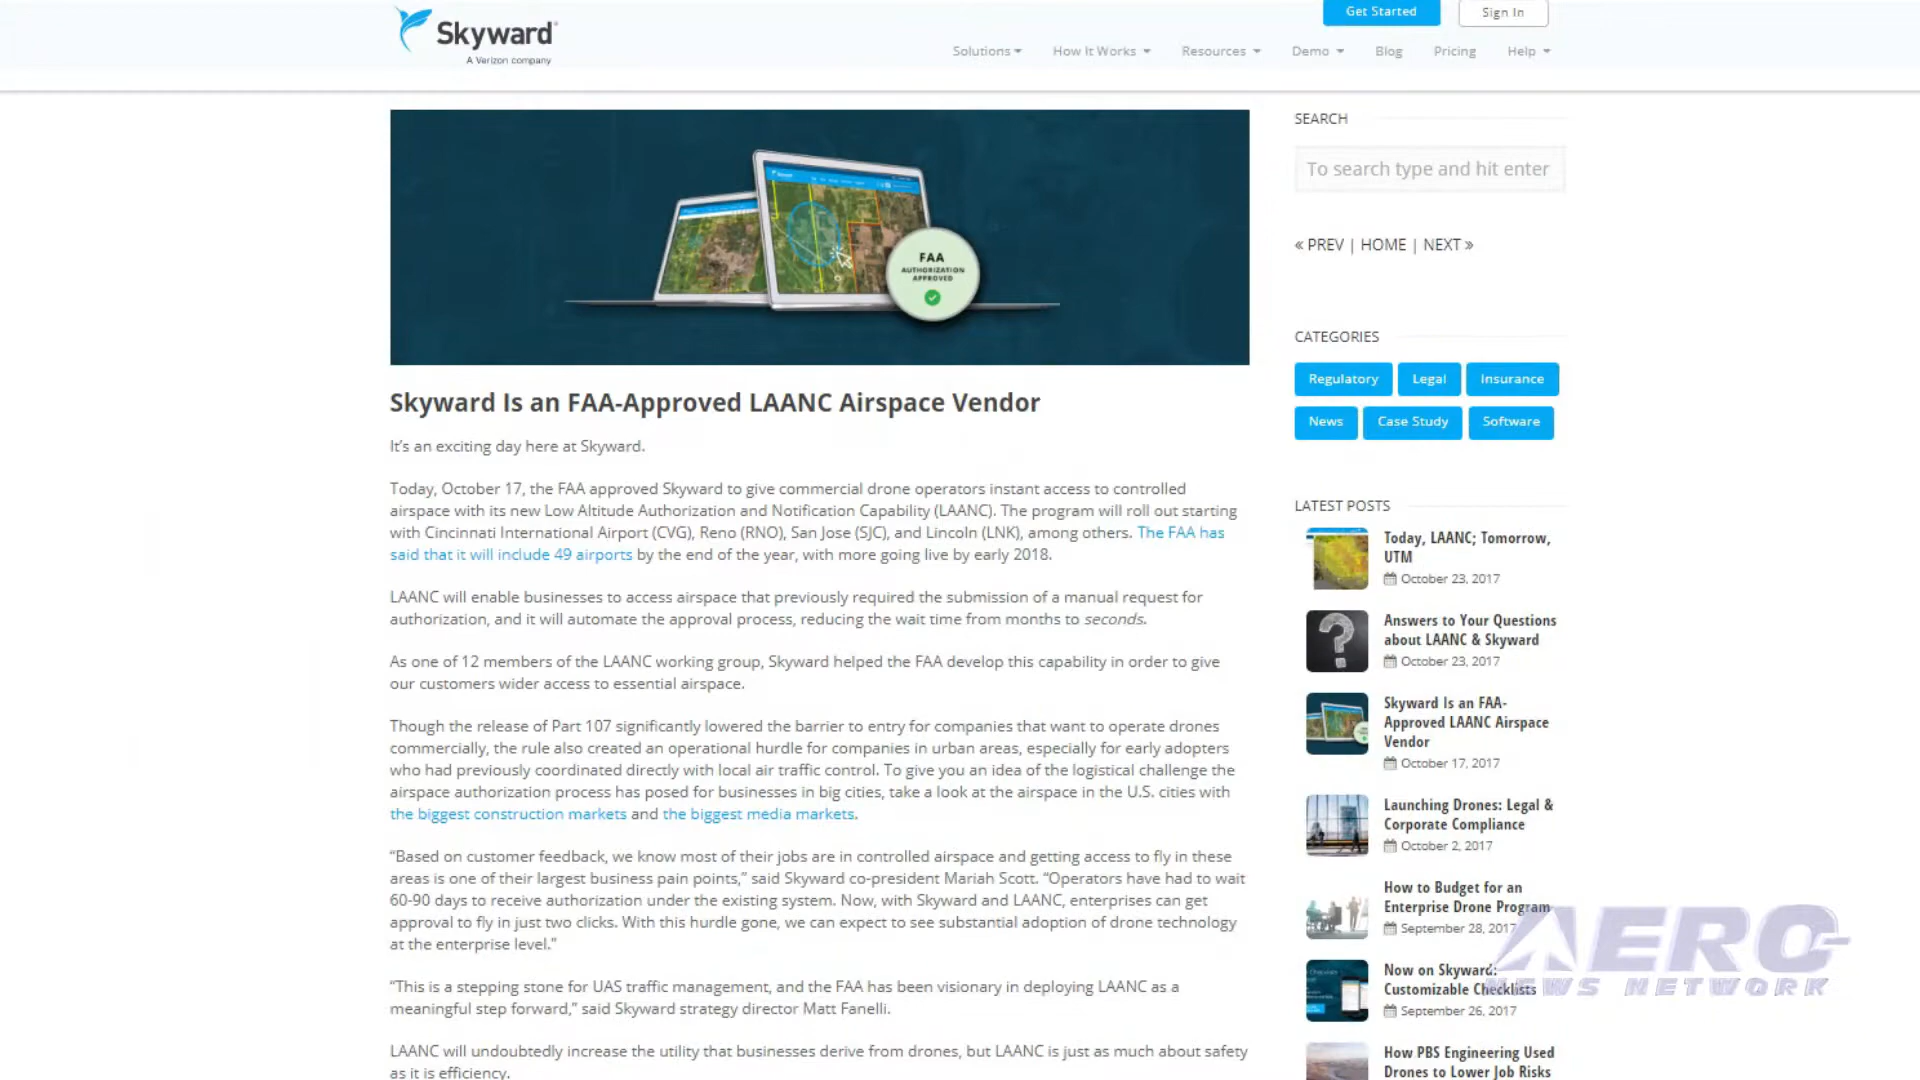 Skyward
A Verizon company
Get Started
Sign In
Solutions
How It Works
Resources
Demo
Blog
Pricing
Help
FAA
AUTHORIZATION
APPROVED
Skyward Is an FAA-Approved LAANC Airspace Vendor
It's an exciting day here at Skyward.
Today, October 17, the FAA approved Skyward to give commercial drone operators instant access to controlled
airspace with its new Low Altitude Authorization and Notification Capability (LAANC). The program will roll out starting
with Cincinnati International Airport (CVG), Reno (RNO), San Jose (SJC), and Lincoln (LNK), among others. The FAA has
said that it will include 49 airports by the end of the year, with more going live by early 2018.
LAANC will enable businesses to access airspace that previously required the submission of a manual request for
authorization, and it will automate the approval process, reducing the wait time from months to seconds.
As one of 12 members of the LAANC working group, Skyward helped the FAA develop this capability in order to give
our customers wider access to essential airspace.
Though the release of Part 107 significantly lowered the barrier to entry for companies that want to operate drones
commercially, the rule also created an operational hurdle for companies in urban areas, especially for early adopters
who had previously coordinated directly with local air traffic control. To give you an idea of the logistical challenge the
airspace authorization process has posed for businesses in big cities, take a look at the airspace in the U.S. cities with
the biggest construction markets and the biggest media markets.
“Based on customer feedback, we know most of their jobs are in controlled airspace and getting access to fly in these
areas is one of their largest business pain points,” said Skyward co-president Mariah Scott. “Operators have had to wait
60-90 days to receive authorization under the existing system. Now, with Skyward and LAANC, enterprises can get
approval to fly in just two clicks. With this hurdle gone, we can expect to see substantial adoption of drone technology
at the enterprise level.”
“This is a stepping stone for UAS traffic management, and the FAA has been visionary in deploying LAANC as a
meaningful step forward,” said Skyward strategy director Matt Fanelli.
LAANC will undoubtedly increase the utility that businesses derive from drones, but LAANC is just as much about safety
as it is efficiency.
SEARCH
To search type and hit enter
« PREV | HOME | NEXT »
CATEGORIES
Regulatory
Legal
Insurance
News
Case Study
Software
LATEST POSTS
Today, LAANC; Tomorrow,
UTM
October 23, 2017
Answers to Your Questions
about LAANC & Skyward
October 23, 2017
Skyward Is an FAA-
Approved LAANC Airspace
Vendor
October 17, 2017
Launching Drones: Legal &
Corporate Compliance
October 2, 2017
How to Budget for an
Enterprise Drone Program
September 28, 2017
Now on Skyward:
Customizable Checklists
September 26, 2017
How PBS Engineering Used
Drones to Lower Job Risks
AERO
NEWS NETWORK